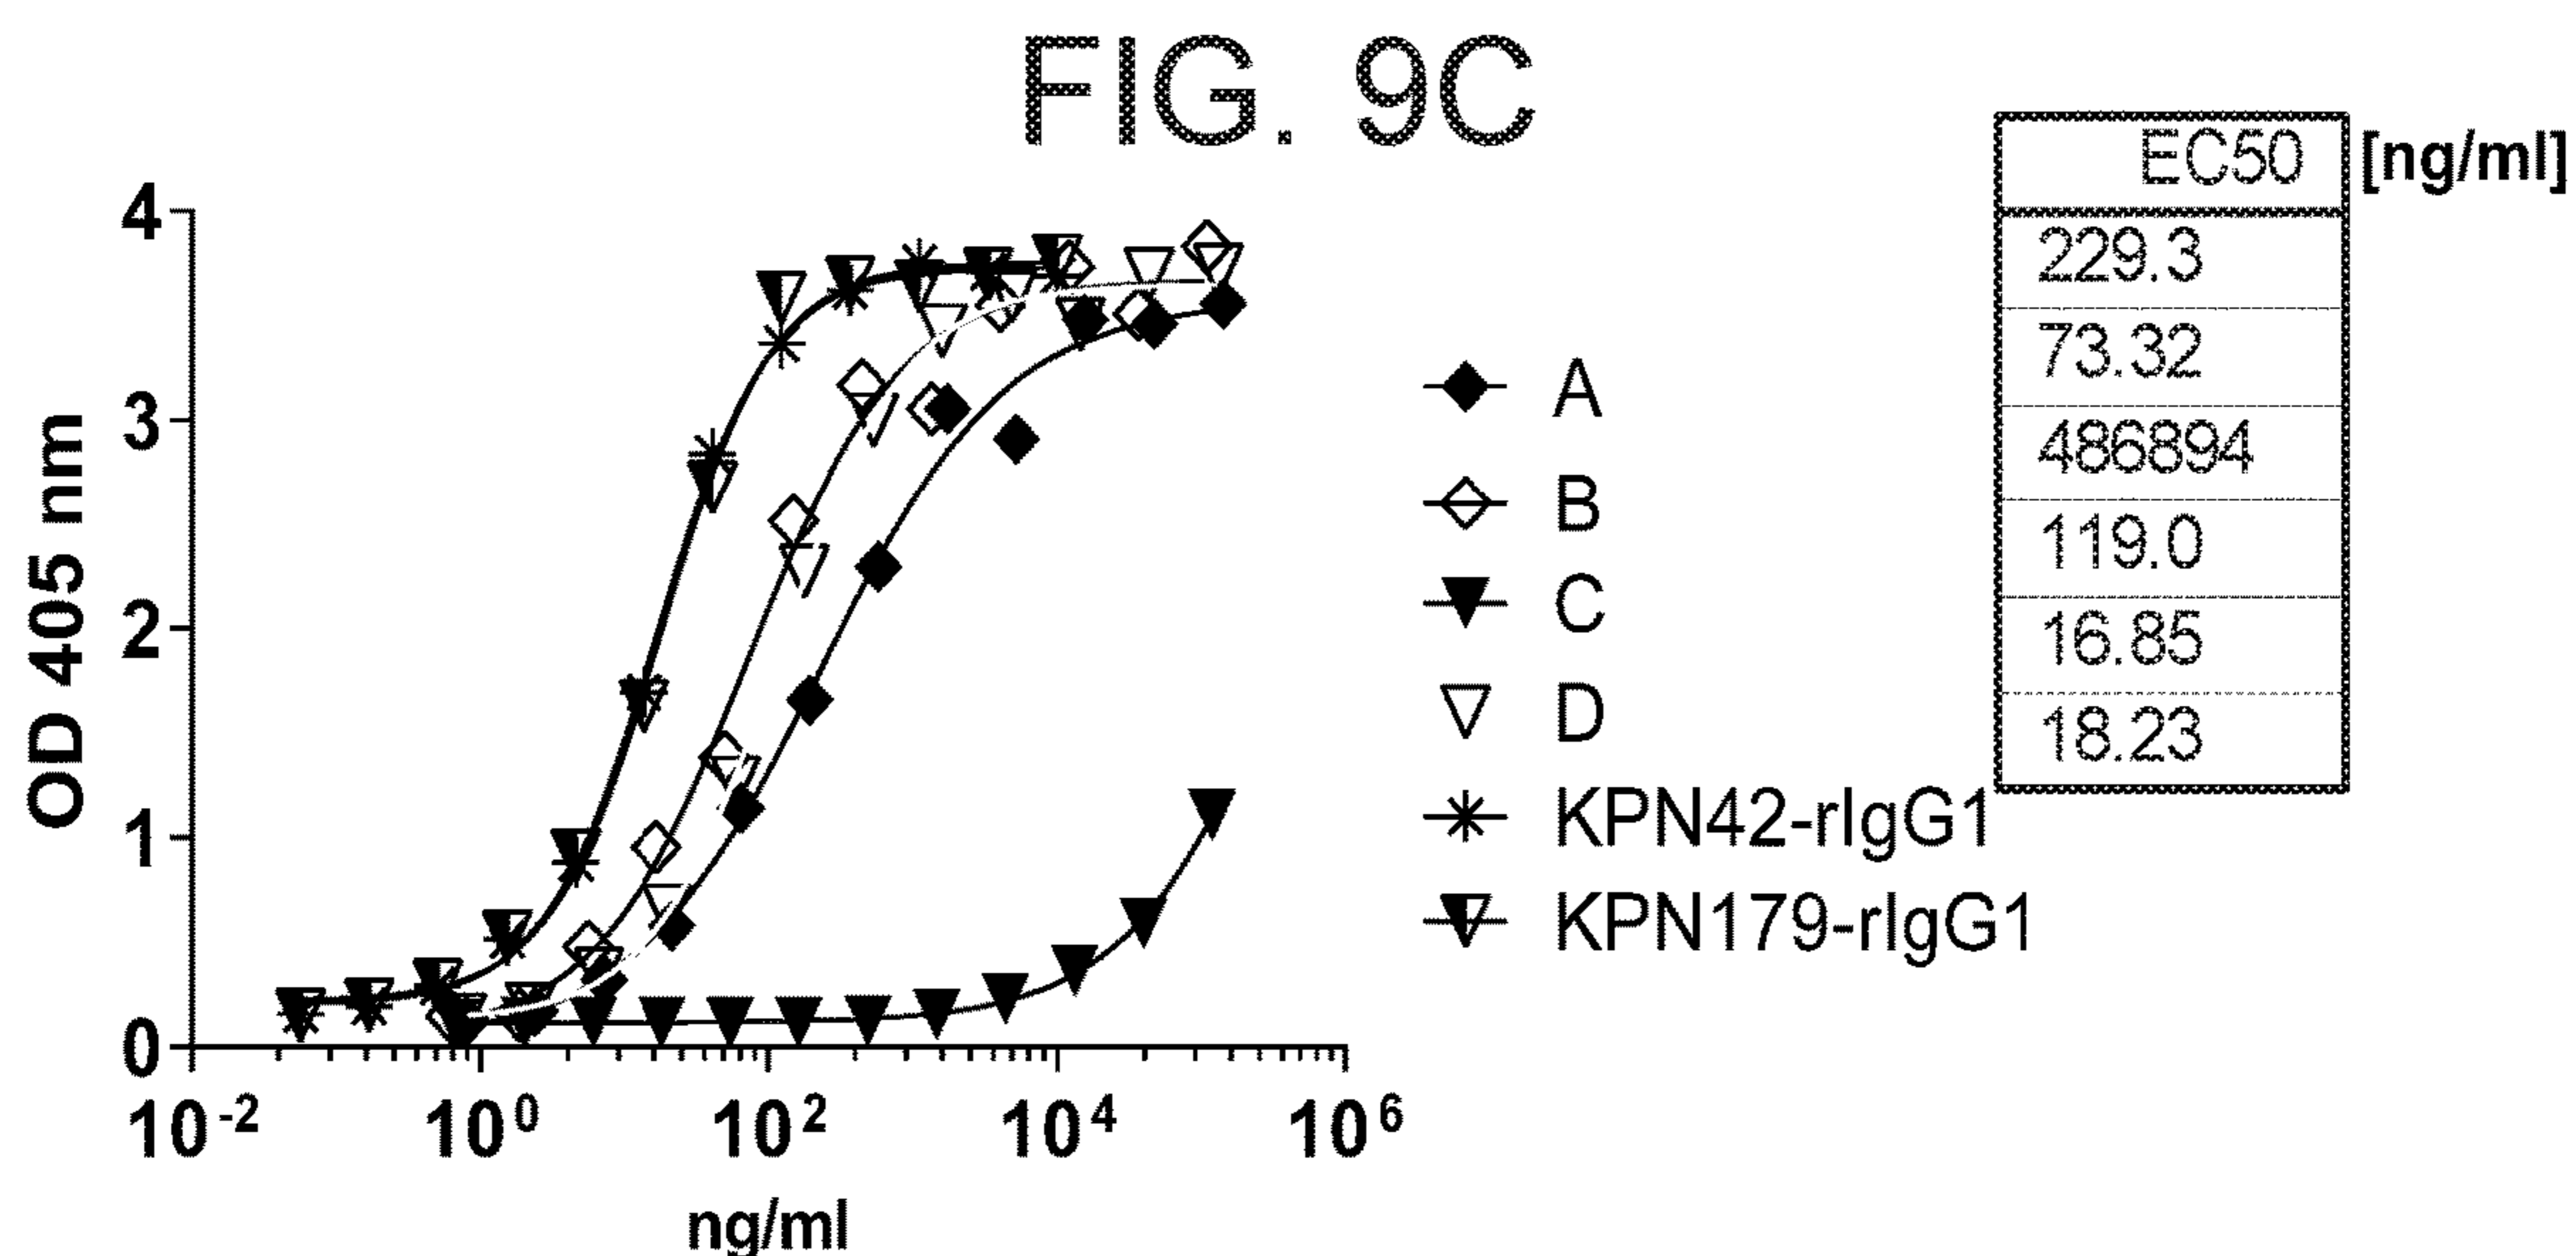 FIG. 9C
OD 405 nm
4
3
2
1
0
10-2
100
102
104
106
ng/ml
A
B
C
D
KPN42-rIgG1
KPN179-rIgG1
EC50 [ng/ml]
229.3
73.32
486894
119.0
16.85
18.23